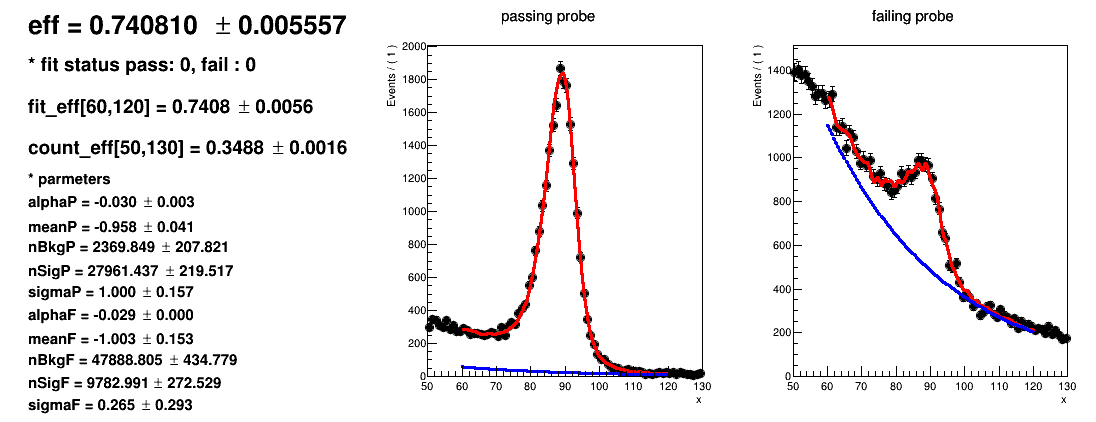 eff = 0.740810 ± 0.005557
* fit status pass: 0, fail : 0
fit_eff[60,120] = 0.7408 ± 0.0056
count_eff[50,130] = 0.3488 ± 0.0016
* parmeters
alphaP = -0.030 ± 0.003
meanP = -0.958 ± 0.041
nBkgP = 2369.849 ± 207.821
nSigP = 27961.437 ± 219.517
sigmaP = 1.000 ± 0.157
alphaF = -0.029 ± 0.000
meanF = -1.003 ± 0.153
nBkgF = 47888.805 ± 434.779
nSigF = 9782.991 ± 272.529
sigmaF = 0.265 ± 0.293
passing probe
Events / ( 1 )
2000
1800
1600
1400
1200
1000
800
600
400
200
0
50 60 70 80 90 100 110 120 130
x
failing probe
Events / ( 1 )
1400
1200
1000
800
600
400
200
0
50 60 70 80 90 100 110 120 130
x